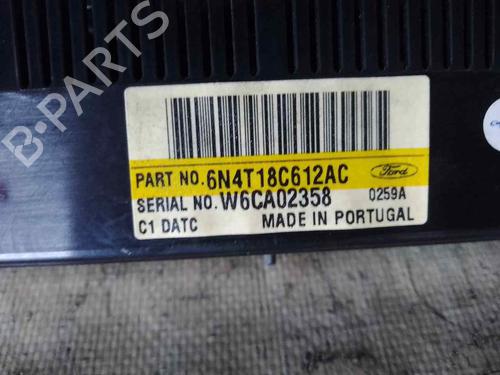 B-PARTS
PART NO. 6N4T18C612AC
Ford
SERIAL NO. W6CA02358
0259A
C1 DATC
MADE IN PORTUGAL